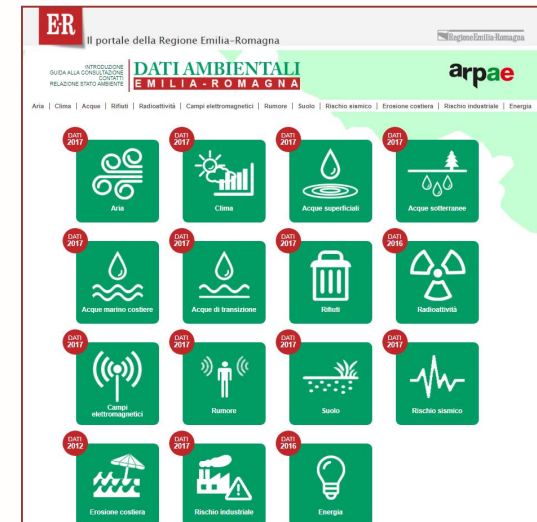 E·R
Il portale della Regione Emilia-Romagna
RegioneEmilia-Romagna
INTRODUZIONE
GUIDA ALLA CONSULTAZIONE
CONTATTI
RELAZIONE STATO AMBIENTE
DATI AMBIENTALI
EMILIA-ROMAGNA
arpae
Aria | Clima | Acque | Rifiuti | Radioattività | Campi elettromagnetici | Rumore | Suolo | Rischio sismico | Erosione costiera | Rischio industriale | Energia
DATI
2017
Aria
DATI
2017
Clima
DATI
2017
Acque superficiali
DATI
2017
Acque sotterranee
DATI
2017
Acque marino costiere
DATI
2017
Acque di transizione
DATI
2017
Rifiuti
DATI
2016
Radioattività
DATI
2017
Campi
elettromagnetici
DATI
2017
Rumore
DATI
2017
Suolo
DATI
2017
Rischio sismico
DATI
2012
Erosione costiera
DATI
2017
Rischio industriale
DATI
2016
Energia